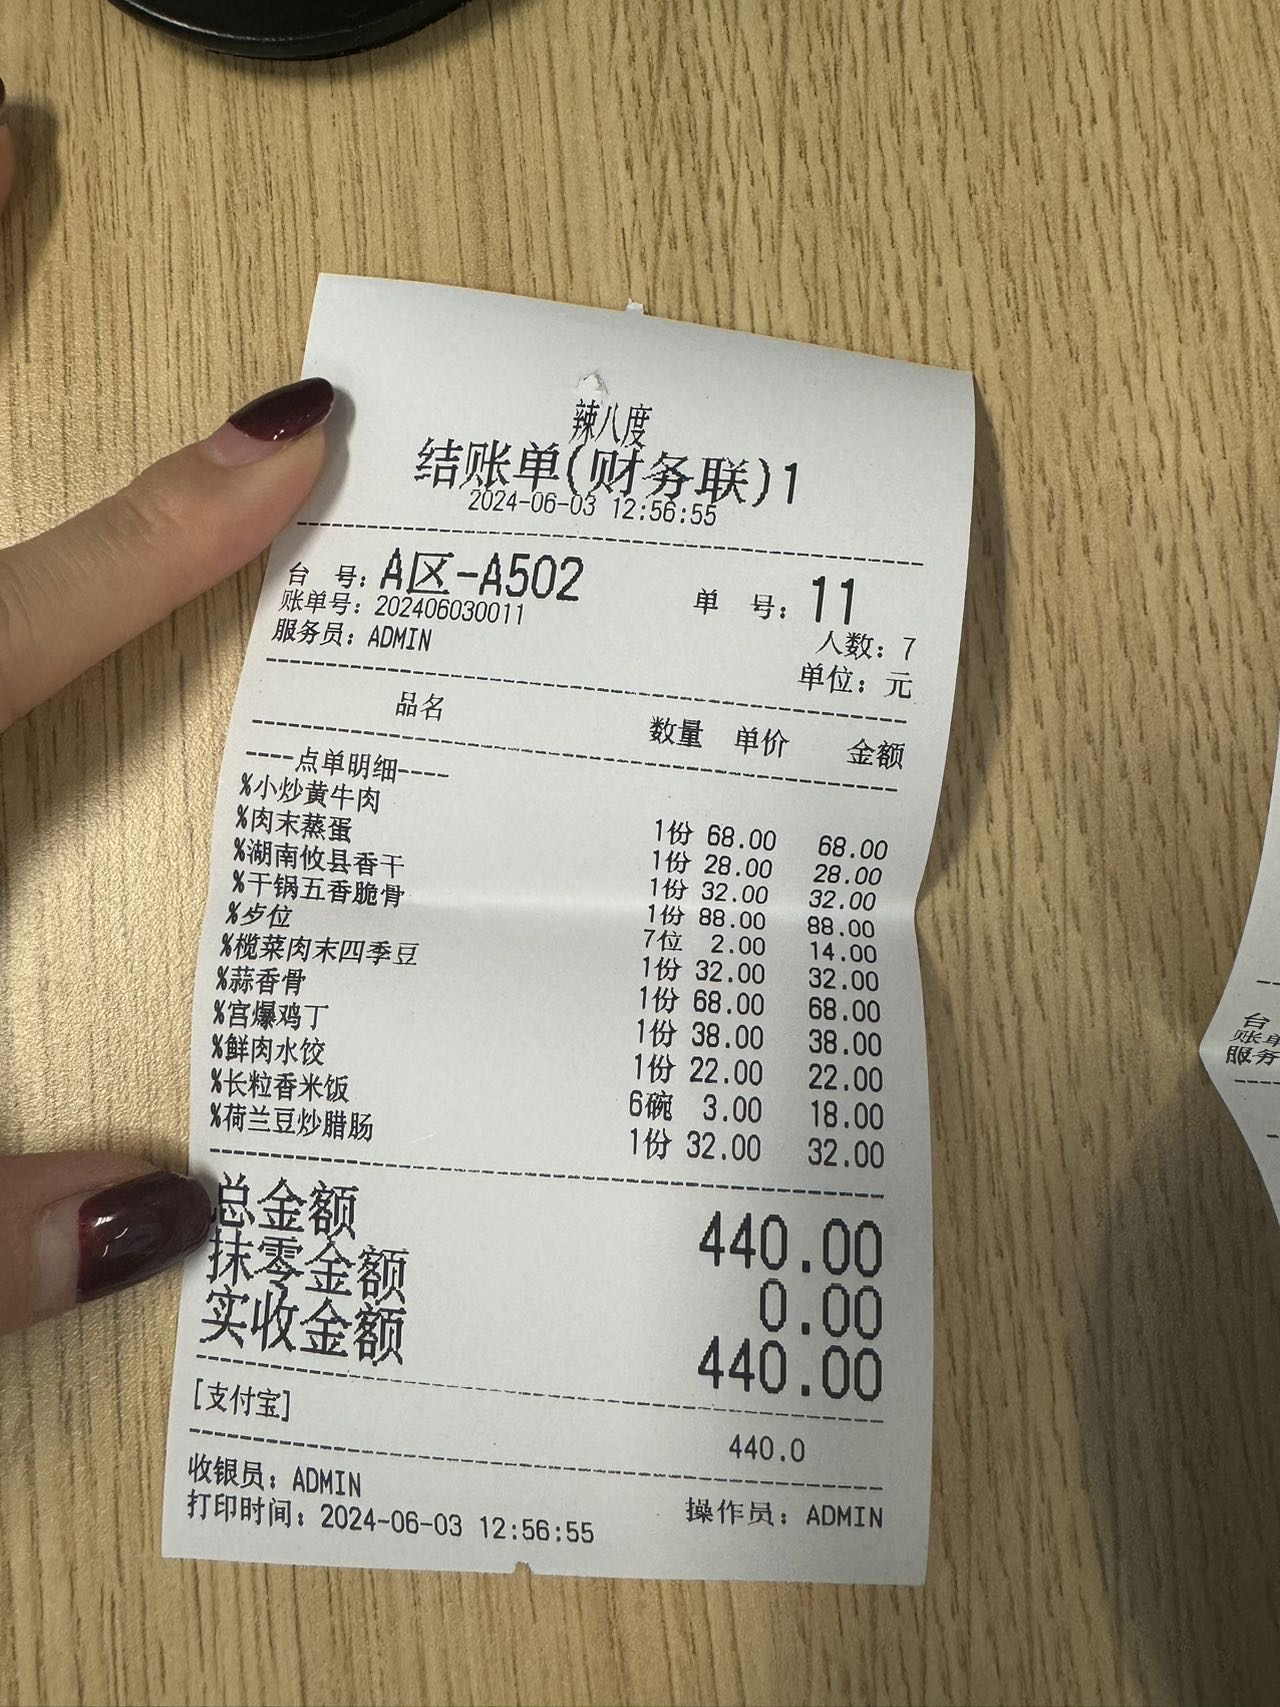 辣八度
结账单(财务联)1
2024-06-03 12:56:55
台 号: A区-A502 单 号: 11
账单号: 202406030011 人数: 7
服务员: ADMIN 单位: 元
品名 数量 单价 金额
----点单明细----
%小炒黄牛肉 1份 68.00 68.00
%肉末蒸蛋 1份 28.00 28.00
%湖南攸县香干 1份 32.00 32.00
%干锅五香脆骨 1份 88.00 88.00
%歺位 7位 2.00 14.00
%榄菜肉末四季豆 1份 32.00 32.00
%蒜香骨 1份 68.00 68.00
%宫爆鸡丁 1份 38.00 38.00
%鲜肉水饺 1份 22.00 22.00
%长粒香米饭 6碗 3.00 18.00
%荷兰豆炒腊肠 1份 32.00 32.00
总金额 440.00
抹零金额 0.00
实收金额 440.00
[支付宝] 440.0
收银员: ADMIN 操作员: ADMIN
打印时间: 2024-06-03 12:56:55
台
账单
服务